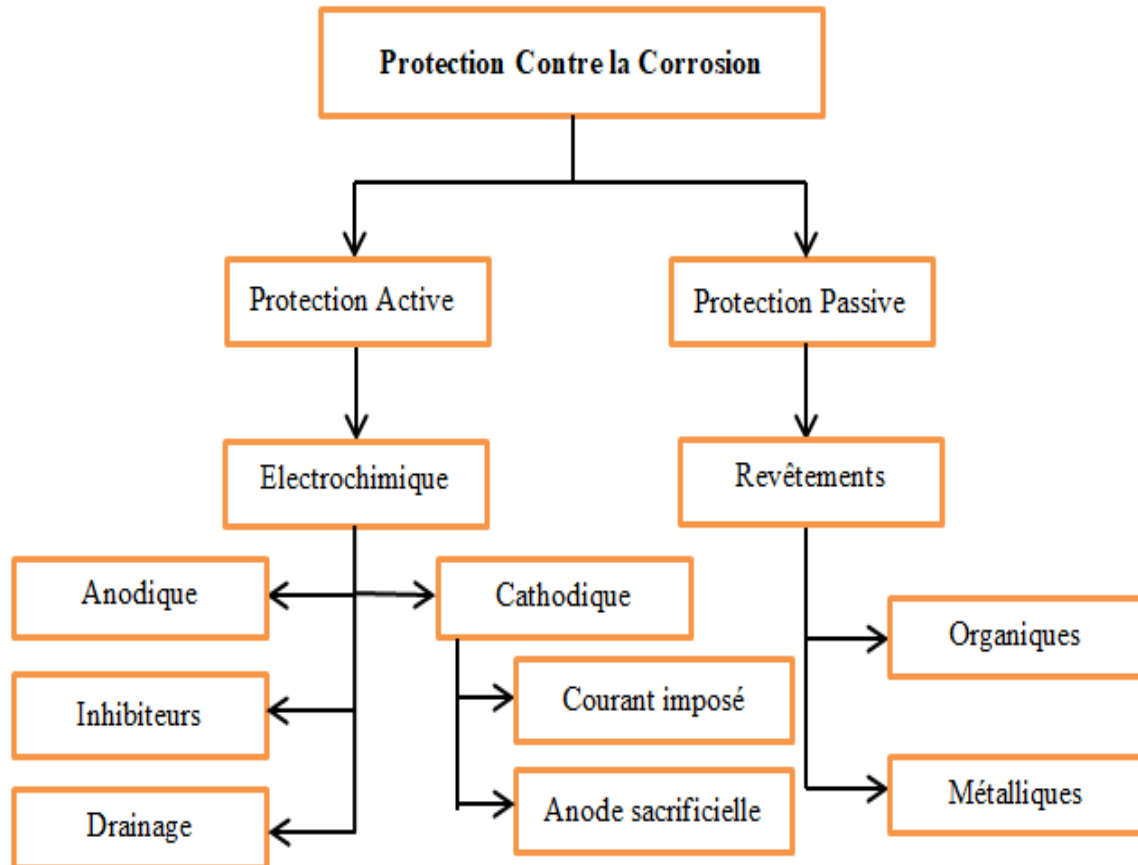 Protection Contre la Corrosion
Protection Active
Protection Passive
Electrochimique
Revêtements
Anodique
Cathodique
Organiques
Inhibiteurs
Courant imposé
Drainage
Anode sacrificielle
Métalliques